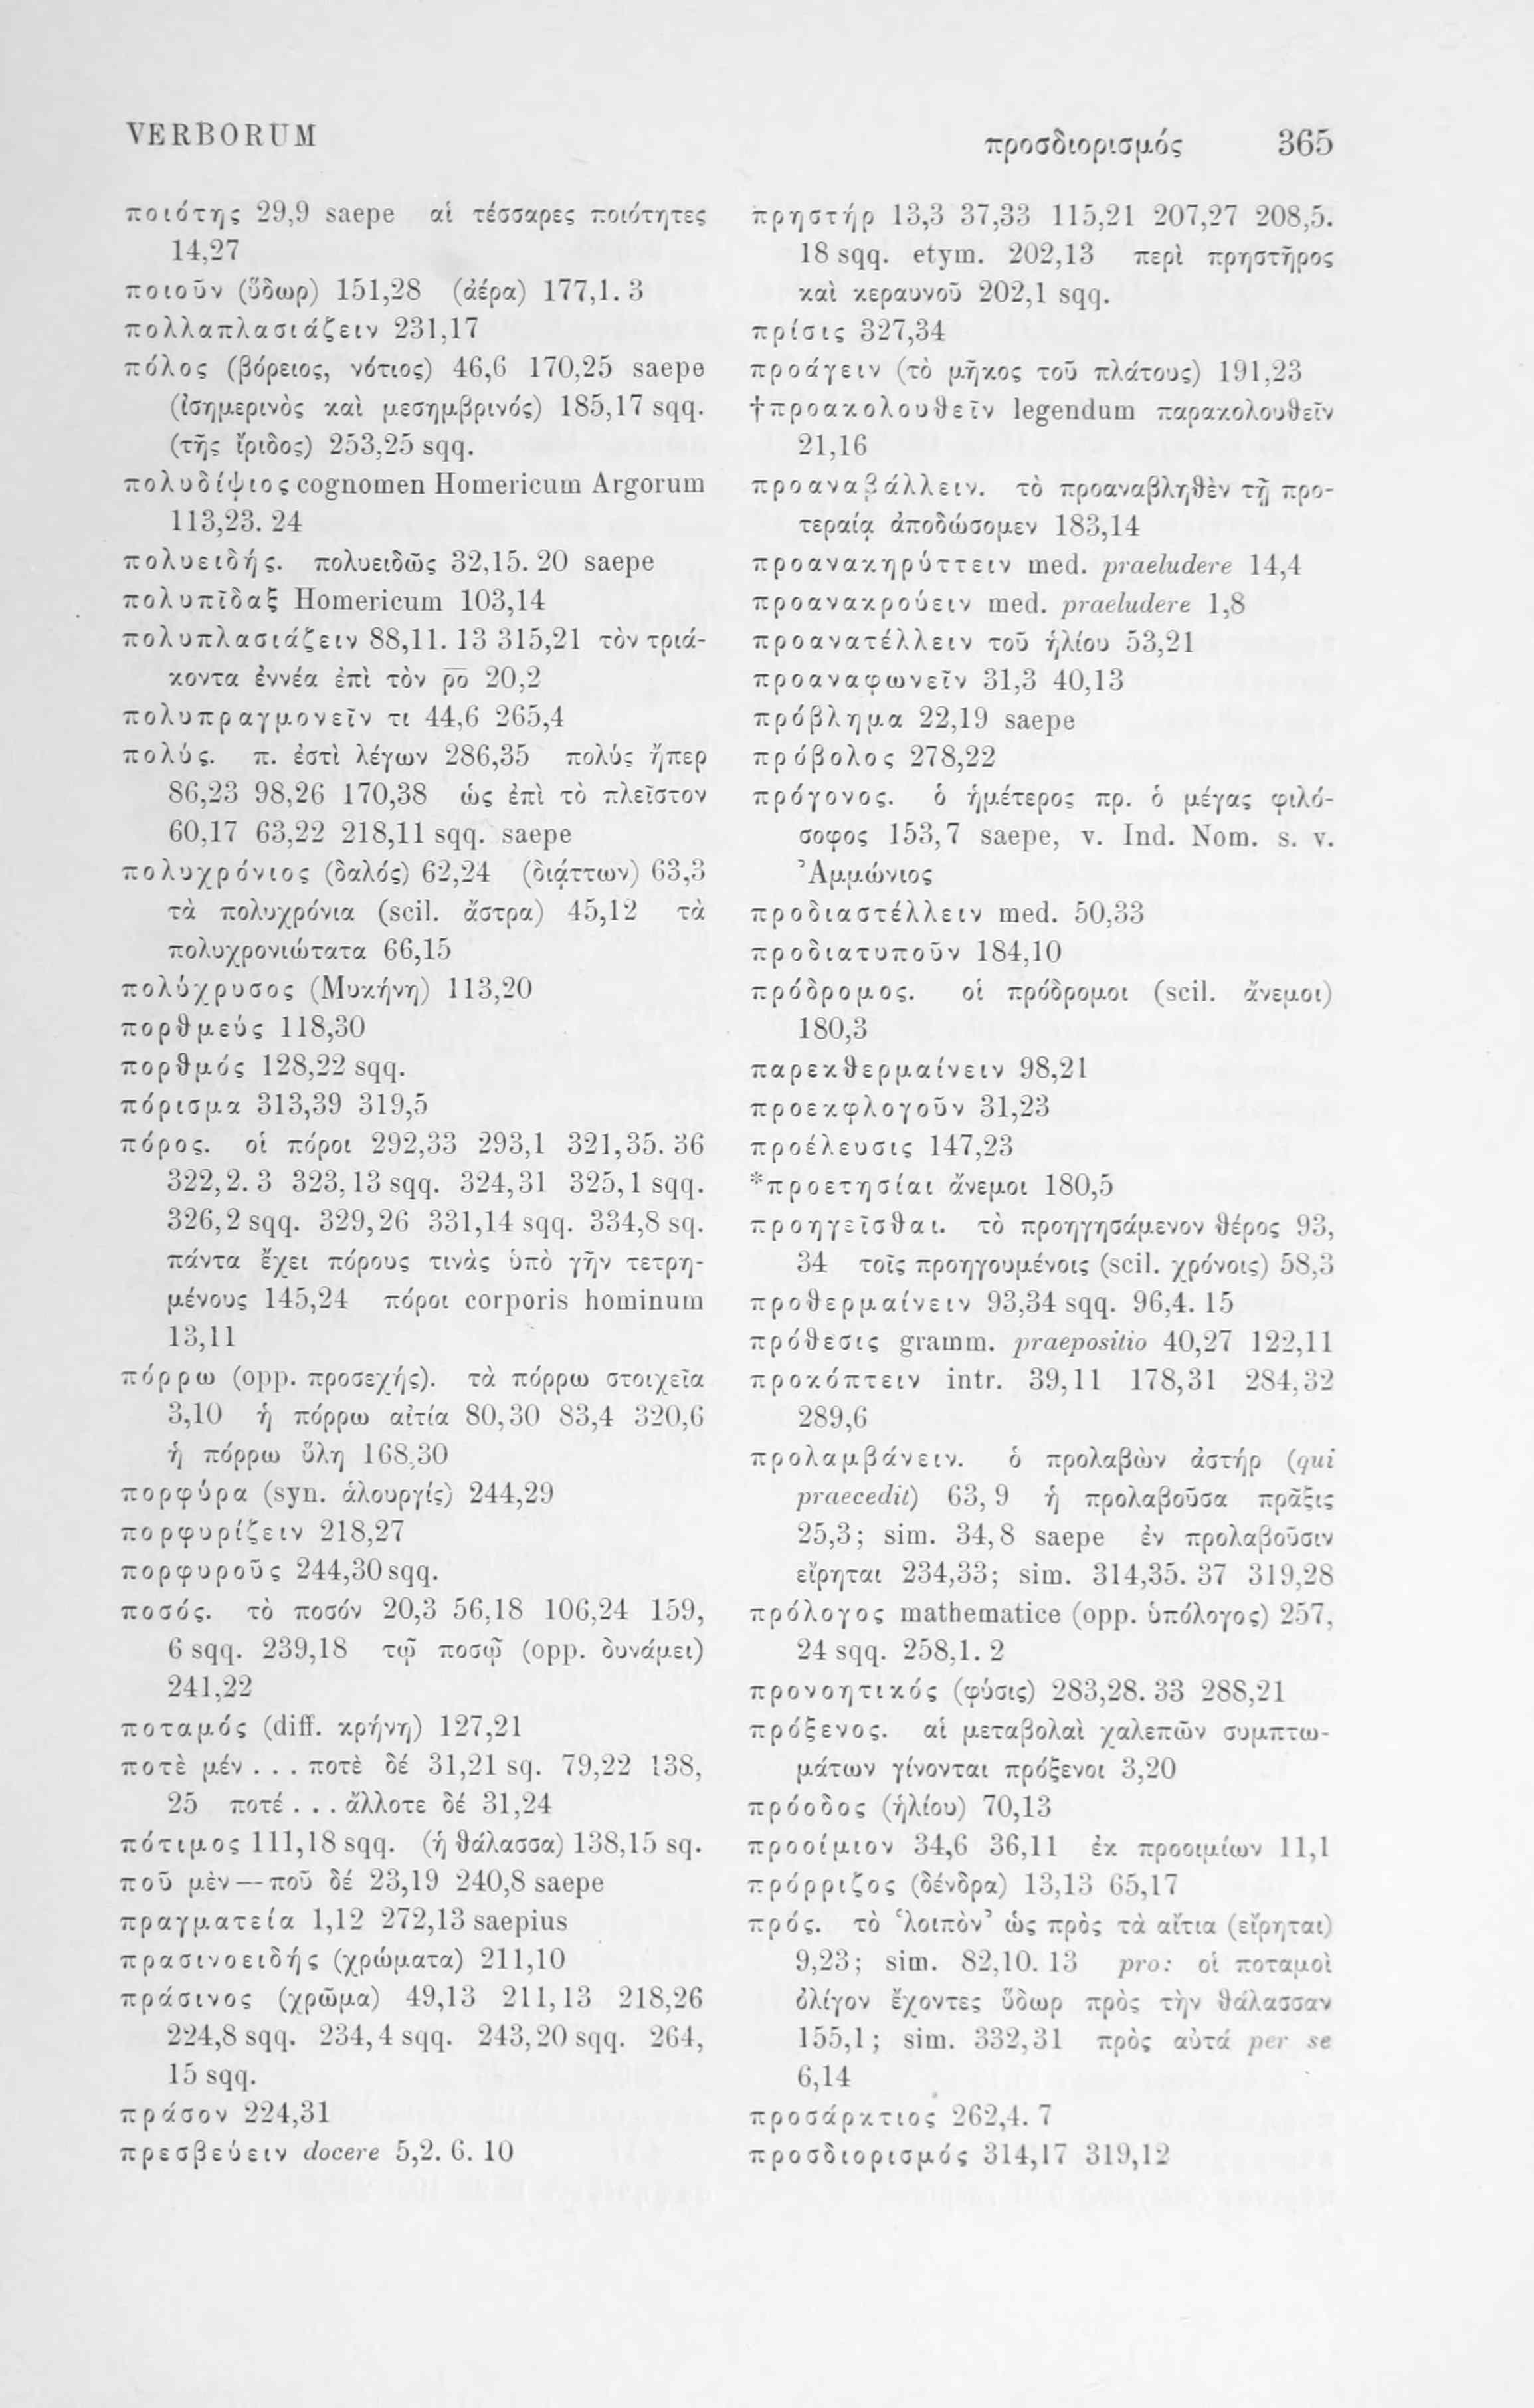 VERBORUM
προσδιορισμός 365
ποιότης 29,9 saepe αἱ τέσσαρες ποιότητες
14,27
ποιοῦν (ὕδωρ) 151,28 (ἀέρα) 177,1. 3
πολλαπλασιάζειν 231,17
πόλος (βόρειος, νότιος) 46,6 170,25 saepe
(ἰσημερινὸς καὶ μεσημβρινός) 185,17 sqq.
(τῆς ἴριδος) 253,25 sqq.
πολυδίψιος cognomen Homericum Argorum
113,23. 24
πολυειδής. πολυειδῶς 32,15. 20 saepe
πολυπῖδαξ Homericum 103,14
πολυπλασιάζειν 88,11. 13 315,21 τὸν τριά-
κοντα ἐννέα ἐπὶ τὸν ρο 20,2
πολυπραγμονεῖν τι 44,6 265,4
πολύς. π. ἐστὶ λέγων 286,35 πολύς ἤπερ
86,23 98,26 170,38 ὡς ἐπὶ τὸ πλεῖστον
60,17 63,22 218,11 sqq. saepe
πολυχρόνιος (δαλός) 62,24 (διᾴττων) 63,3
τὰ πολυχρόνια (scil. ἄστρα) 45,12 τὰ
πολυχρονιώτατα 66,15
πολύχρυσος (Μυκήνη) 113,20
πορθμεύς 118,30
πορθμός 128,22 sqq.
πόρισμα 313,39 319,5
πόρος. οἱ πόροι 292,33 293,1 321,35. 36
322,2. 3 323,13 sqq. 324,31 325,1 sqq.
326,2 sqq. 329,26 331,14 sqq. 334,8 sq.
πάντα ἔχει πόρους τινὰς ὑπὸ γῆν τετρη-
μένους 145,24 πόροι corporis hominum
13,11
πόρρω (opp. προσεχής). τὰ πόρρω στοιχεῖα
3,10 ἡ πόρρω αἰτία 80,30 83,4 320,6
ἡ πόρρω ὕλη 168,30
πορφύρα (syn. ἁλουργίς) 244,29
πορφυρίζειν 218,27
πορφυροῦς 244,30 sqq.
ποσός. τὸ ποσόν 20,3 56,18 106,24 159,
6 sqq. 239,18 τῷ ποσῷ (opp. δυνάμει)
241,22
ποταμός (diff. κρήνη) 127,21
ποτὲ μέν . . . ποτὲ δέ 31,21 sq. 79,22 138,
25 ποτέ . . . ἄλλοτε δέ 31,24
πότιμος 111,18 sqq. (ἡ θάλασσα) 138,15 sq.
ποῦ μὲν — ποῦ δέ 23,19 240,8 saepe
πραγματεία 1,12 272,13 saepius
πρασινοειδής (χρώματα) 211,10
πράσινος (χρῶμα) 49,13 211,13 218,26
224,8 sqq. 234,4 sqq. 243,20 sqq. 264,
15 sqq.
πράσον 224,31
πρεσβεύειν docere 5,2. 6. 10
πρηστήρ 13,3 37,33 115,21 207,27 208,5.
18 sqq. etym. 202,13 περὶ πρηστῆρος
καὶ κεραυνοῦ 202,1 sqq.
πρίσις 327,34
προάγειν (τὸ μῆκος τοῦ πλάτους) 191,23
†προακολουθεῖν legendum παρακολουθεῖν
21,16
προαναβάλλειν. τὸ προαναβληθὲν τῇ προ-
τεραίᾳ ἀποδώσομεν 183,14
προανακηρύττειν med. praeludere 14,4
προανακρούειν med. praeludere 1,8
προανατέλλειν τοῦ ἡλίου 53,21
προαναφωνεῖν 31,3 40,13
πρόβλημα 22,19 saepe
πρόβολος 278,22
πρόγονος. ὁ ἡμέτερος πρ. ὁ μέγας φιλό-
σοφος 153,7 saepe, v. Ind. Nom. s. v.
Ἀμμώνιος
προδιαστέλλειν med. 50,33
προδιατυποῦν 184,10
πρόδρομος. οἱ πρόδρομοι (scil. ἄνεμοι)
180,3
παρεκθερμαίνειν 98,21
προεκφλογοῦν 31,23
προέλευσις 147,23
*προετησίαι ἄνεμοι 180,5
προηγεῖσθαι. τὸ προηγησάμενον θέρος 93,
34 τοῖς προηγουμένοις (scil. χρόνοις) 58,3
προθερμαίνειν 93,34 sqq. 96,4. 15
πρόθεσις gramm. praepositio 40,27 122,11
προκόπτειν intr. 39,11 178,31 284,32
289,6
προλαμβάνειν. ὁ προλαβὼν ἀστήρ (qui
praecedit) 63,9 ἡ προλαβοῦσα πρᾶξις
25,3; sim. 34,8 saepe ἐν προλαβοῦσιν
εἴρηται 234,33; sim. 314,35. 37 319,28
πρόλογος mathematice (opp. ὑπόλογος) 257,
24 sqq. 258,1. 2
προνοητικός (φύσις) 283,28. 33 288,21
πρόξενος. αἱ μεταβολαὶ χαλεπῶν συμπτω-
μάτων γίνονται πρόξενοι 3,20
πρόοδος (ἡλίου) 70,13
προοίμιον 34,6 36,11 ἐκ προοιμίων 11,1
πρόρριζος (δένδρα) 13,13 65,17
πρός. τὸ ‘λοιπὸν’ ὡς πρὸς τὰ αἴτια (εἴρηται)
9,23; sim. 82,10. 13 pro: οἱ ποταμοὶ
ὀλίγον ἔχοντες ὕδωρ πρὸς τὴν θάλασσαν
155,1; sim. 332,31 πρὸς αὐτά per se
6,14
προσάρκτιος 262,4. 7
προσδιορισμός 314,17 319,12